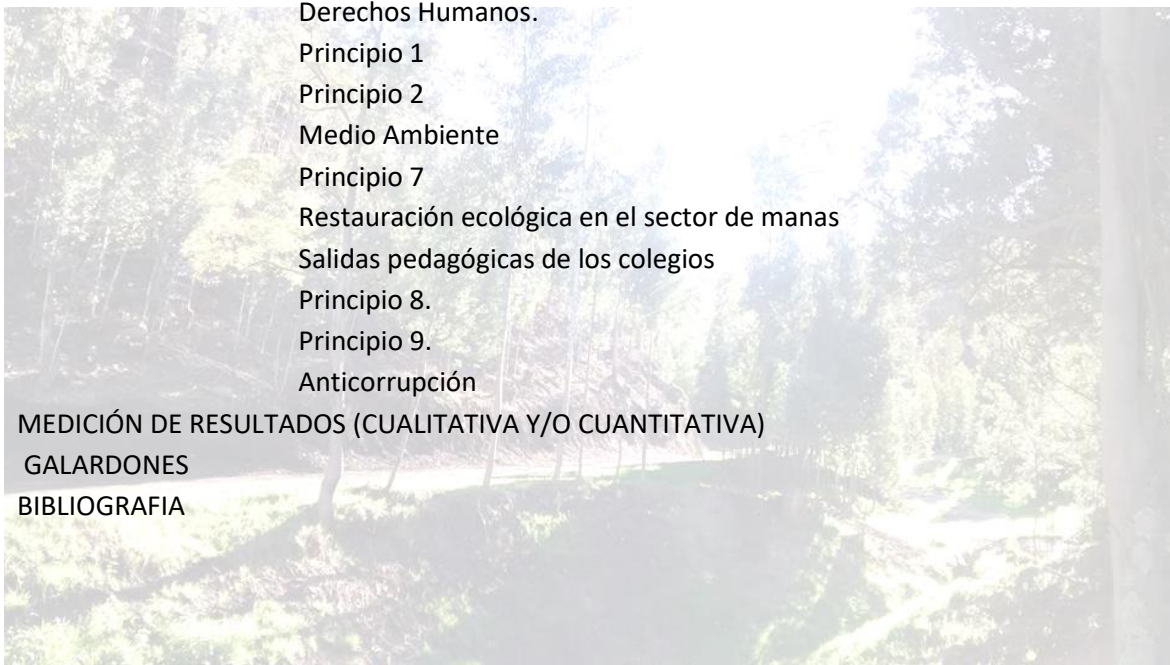 Derechos Humanos.
Principio 1
Principio 2
Medio Ambiente
Principio 7
Restauración ecológica en el sector de manas
Salidas pedagógicas de los colegios
Principio 8.
Principio 9.
Anticorrupción
MEDICIÓN DE RESULTADOS (CUALITATIVA Y/O CUANTITATIVA)
GALARDONES
BIBLIOGRAFIA